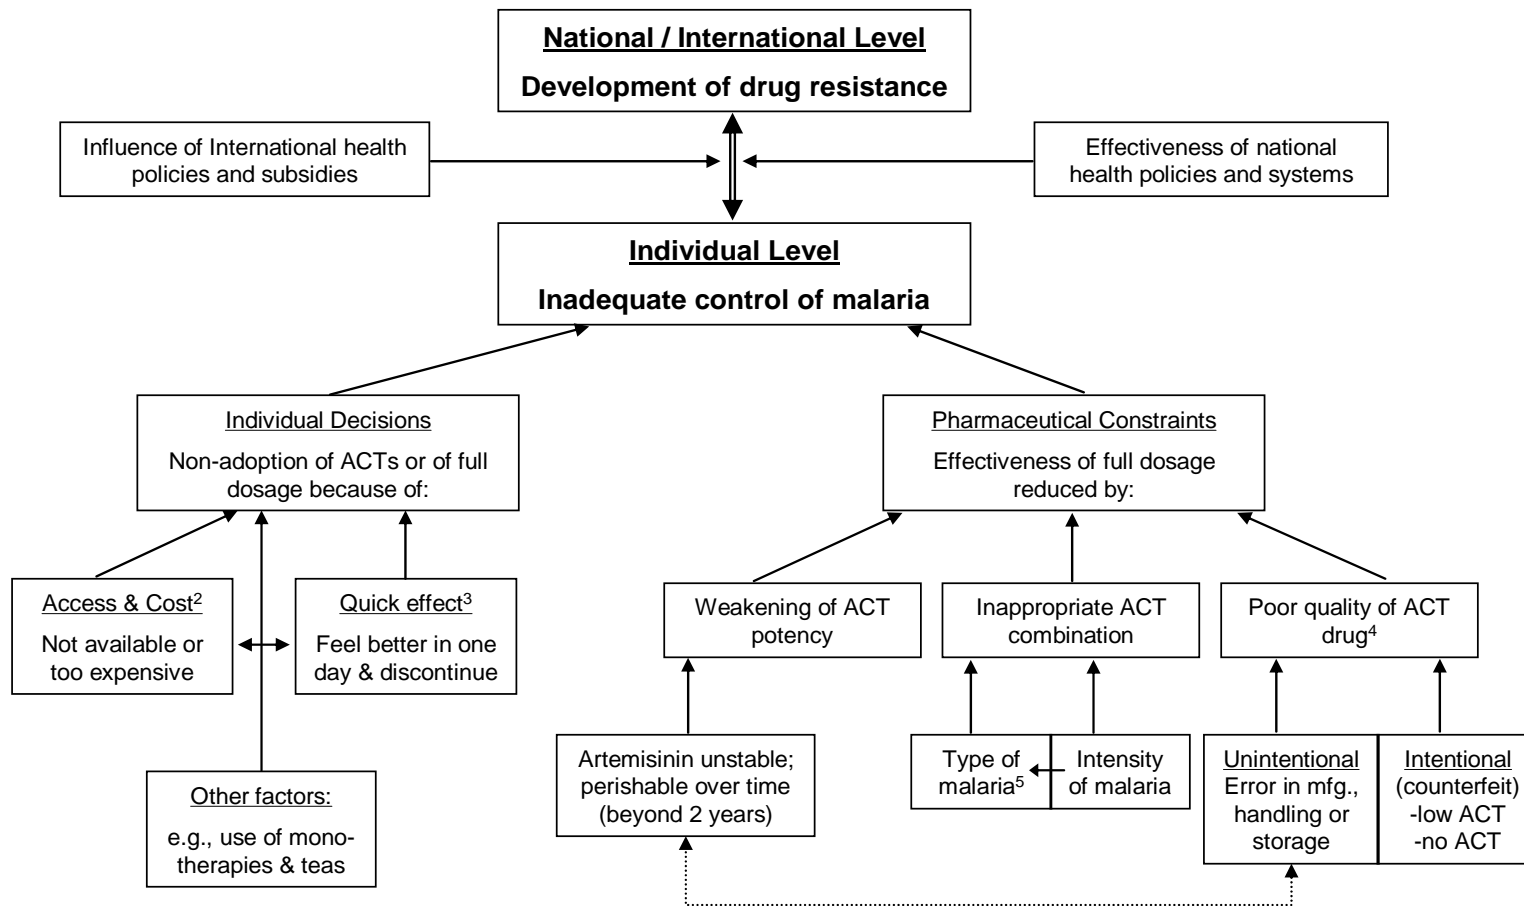 National / International Level
Development of drug resistance
Influence of International health
policies and subsidies
Effectiveness of national
health policies and systems
Individual Level
Inadequate control of malaria
Individual Decisions
Non-adoption of ACTs or of full
dosage because of:
Pharmaceutical Constraints
Effectiveness of full dosage
reduced by:
Access & Cost²
Not available or
too expensive
Quick effect³
Feel better in one
day & discontinue
Weakening of ACT
potency
Inappropriate ACT
combination
Poor quality of ACT
drug⁴
Other factors:
e.g., use of mono-
therapies & teas
Artemisinin unstable;
perishable over time
(beyond 2 years)
Type of
malaria⁵
Intensity
of malaria
Unintentional
Error in mfg.,
handling or
storage
Intentional
(counterfeit)
-low ACT
-no ACT